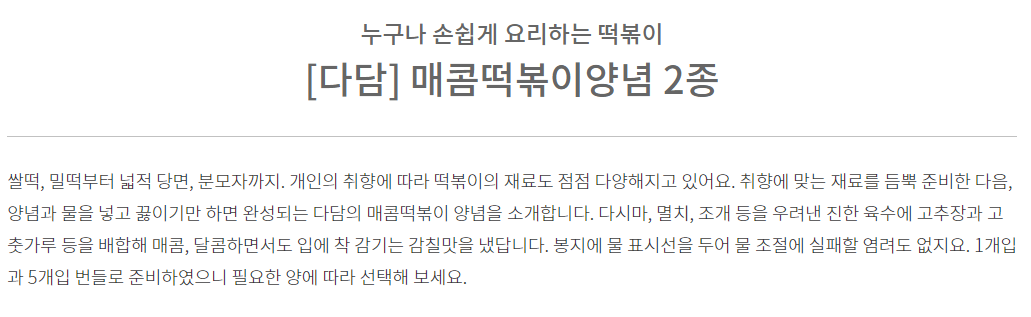 누구나 손쉽게 요리하는 떡볶이
[다담] 매콤떡볶이양념 2종
쌀떡, 밀떡부터 넓적 당면, 분모자까지. 개인의 취향에 따라 떡볶이의 재료도 점점 다양해지고 있어요. 취향에 맞는 재료를 듬뿍 준비한 다음,
양념과 물을 넣고 끓이기만 하면 완성되는 다담의 매콤떡볶이 양념을 소개합니다. 다시마, 멸치, 조개 등을 우려낸 진한 육수에 고추장과 고
춧가루 등을 배합해 매콤, 달콤하면서도 입에 착 감기는 감칠맛을 냈답니다. 봉지에 물 표시선을 두어 물 조절에 실패할 염려도 없지요. 1개입
과 5개입 번들로 준비하였으니 필요한 양에 따라 선택해 보세요.